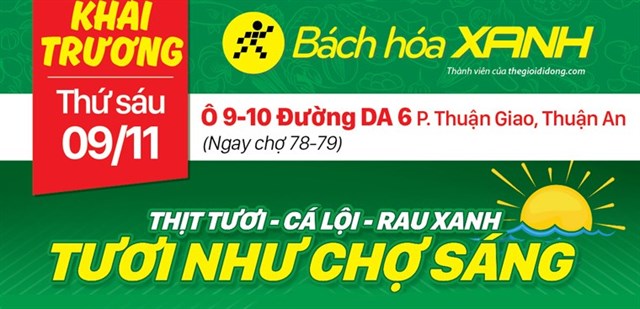 KHAI
TRƯƠNG
Thứ sáu
09/11
Bách hóa XANH
Thành viên của thegioididong.com
Ô 9-10 Đường DA 6 P. Thuận Giao, Thuận An
(Ngay chợ 78-79)
THỊT TƯƠI - CÁ LỘI - RAU XANH
TƯƠI NHƯ CHỢ SÁNG